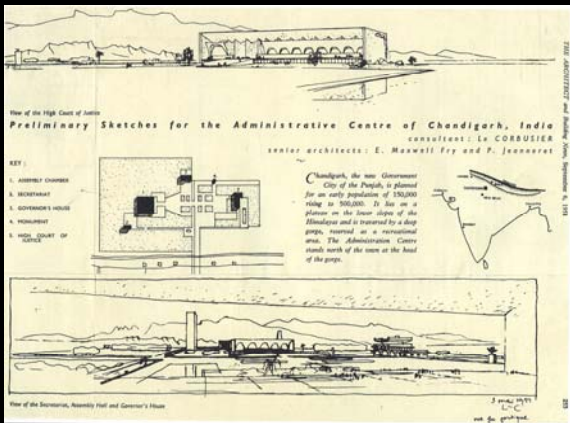 View of the High Court of Justice
Preliminary Sketches for the Administrative Centre of Chandigarh, India
consultant: Le CORBUSIER
senior architects: E. Maxwell Fry and P. Jeanneret
KEY:
1. ASSEMBLY CHAMBER
2. SECRETARIAT
3. GOVERNOR'S HOUSE
4. MONUMENT
5. HIGH COURT OF
JUSTICE
Chandigarh, the new Government
City of the Punjab, is planned
for an early population of 150,000
rising to 500,000. It lies on a
plateau on the lower slopes of the
Himalayas and is traversed by a deep
gorge, reserved as a recreational
area. The Administration Centre
stands north of the town at the head
of the gorge.
THE ARCHITECT and Building News, September 6, 1951
View of the Secretariat, Assembly Hall and Governor's House
L-C